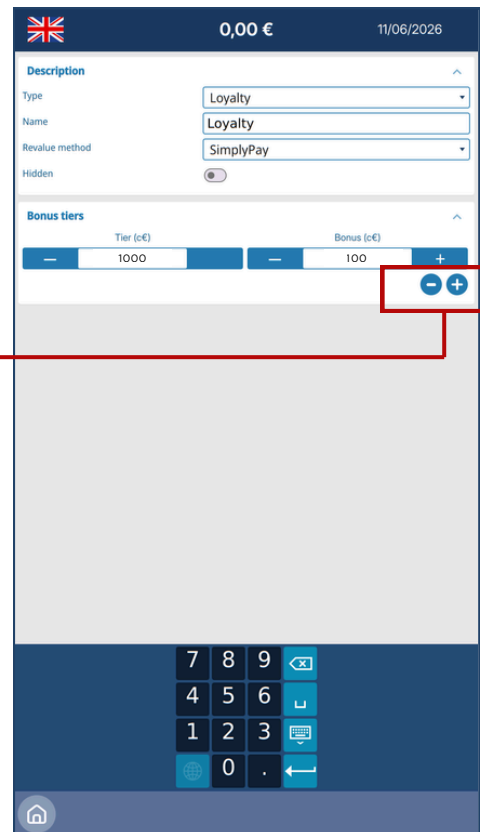 0,00 € 11/06/2026
Description
Type Loyalty
Name Loyalty
Revalue method SimplyPay
Hidden
Bonus tiers
Tier (c€) Bonus (c€)
— 1000 — 100 +
- +
7 8 9
4 5 6
1 2 3
0 .